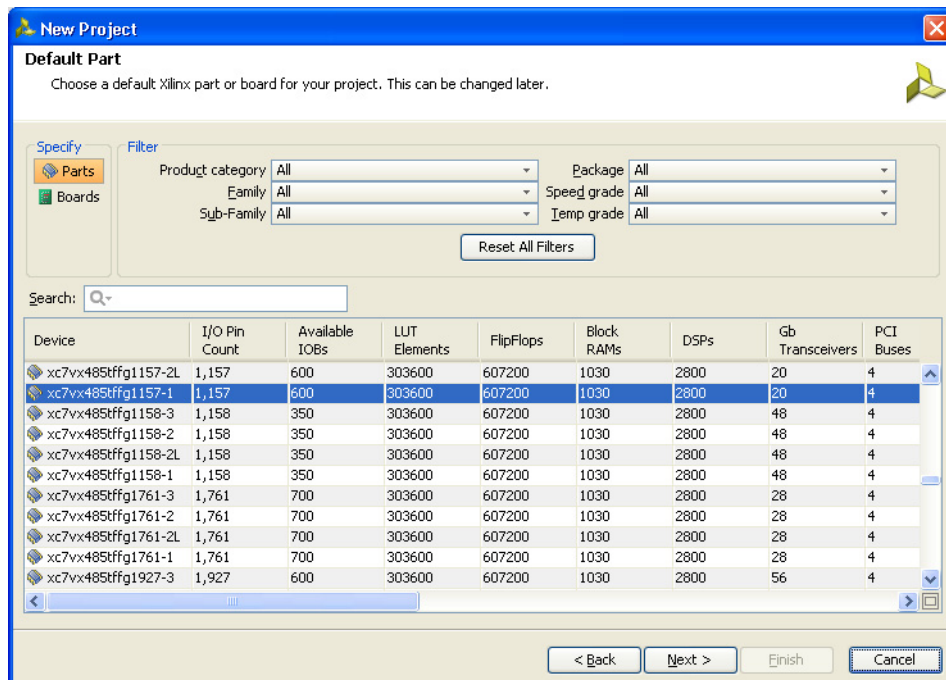 New Project
Default Part
Choose a default Xilinx part or board for your project. This can be changed later.
Specify
Filter
Parts
Boards
Product category All
Package All
Family All
Speed grade All
Sub-Family All
Temp grade All
Reset All Filters
Search:
Device I/O Pin Count Available IOBs LUT Elements FlipFlops Block RAMs DSPs Gb Transceivers PCI Buses
xc7vx485tffg1157-2L 1,157 600 303600 607200 1030 2800 20 4
xc7vx485tffg1157-1 1,157 600 303600 607200 1030 2800 20 4
xc7vx485tffg1158-3 1,158 350 303600 607200 1030 2800 48 4
xc7vx485tffg1158-2 1,158 350 303600 607200 1030 2800 48 4
xc7vx485tffg1158-2L 1,158 350 303600 607200 1030 2800 48 4
xc7vx485tffg1158-1 1,158 350 303600 607200 1030 2800 48 4
xc7vx485tffg1761-3 1,761 700 303600 607200 1030 2800 28 4
xc7vx485tffg1761-2 1,761 700 303600 607200 1030 2800 28 4
xc7vx485tffg1761-2L 1,761 700 303600 607200 1030 2800 28 4
xc7vx485tffg1761-1 1,761 700 303600 607200 1030 2800 28 4
xc7vx485tffg1927-3 1,927 600 303600 607200 1030 2800 56 4
< Back
Next >
Finish
Cancel